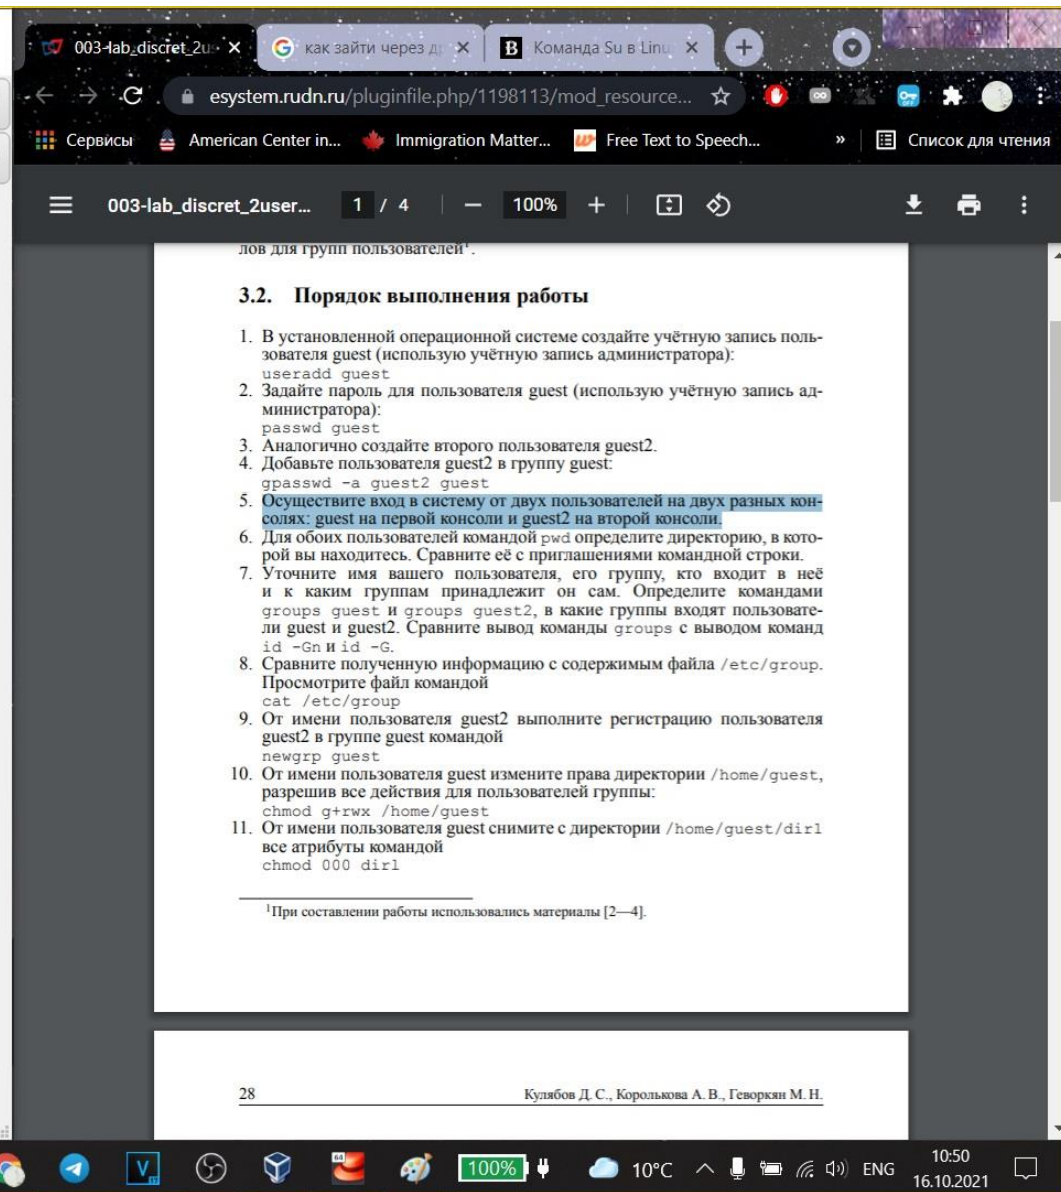 003-lab_discret_2us
как зайти через д
B Команда Su в Linu
esystem.rudn.ru/pluginfile.php/1198113/mod_resource...
OFF
Сервисы
American Center in...
Immigration Matter...
Free Text to Speech...
»
Список для чтения
003-lab_discret_2user...
1 / 4
100%
лов для групп пользователей¹.
3.2. Порядок выполнения работы
1. В установленной операционной системе создайте учётную запись поль-
зователя guest (использую учётную запись администратора):
useradd guest
2. Задайте пароль для пользователя guest (использую учётную запись ад-
министратора):
passwd guest
3. Аналогично создайте второго пользователя guest2.
4. Добавьте пользователя guest2 в группу guest:
gpasswd -a guest2 guest
5. Осуществите вход в систему от двух пользователей на двух разных кон-
солях: guest на первой консоли и guest2 на второй консоли.
6. Для обоих пользователей командой pwd определите директорию, в кото-
рой вы находитесь. Сравните её с приглашениями командной строки.
7. Уточните имя вашего пользователя, его группу, кто входит в неё
и к каким группам принадлежит он сам. Определите командами
groups guest и groups guest2, в какие группы входят пользовате-
ли guest и guest2. Сравните вывод команды groups с выводом команд
id -Gn и id -G.
8. Сравните полученную информацию с содержимым файла /etc/group.
Просмотрите файл командой
cat /etc/group
9. От имени пользователя guest2 выполните регистрацию пользователя
guest2 в группе guest командой
newgrp guest
10. От имени пользователя guest измените права директории /home/guest,
разрешив все действия для пользователей группы:
chmod g+rwx /home/guest
11. От имени пользователя guest снимите с директории /home/guest/dir1
все атрибуты командой
chmod 000 dir1
¹При составлении работы использовались материалы [2—4].
28
Кулябов Д. С., Королькова А. В., Геворкян М. Н.
V
64
100%
10°C
ENG
10:50
16.10.2021